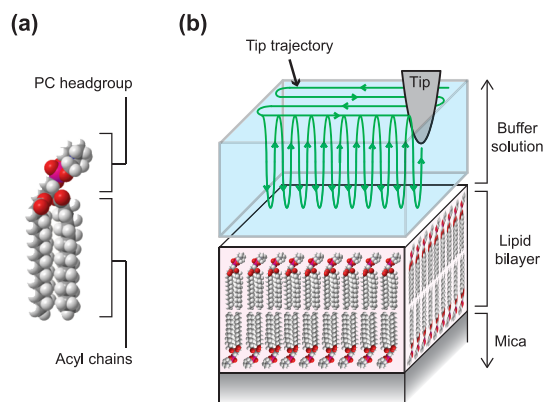 (a)
PC headgroup
Acyl chains
(b)
Tip trajectory
Tip
Buffer
solution
Lipid
bilayer
Mica